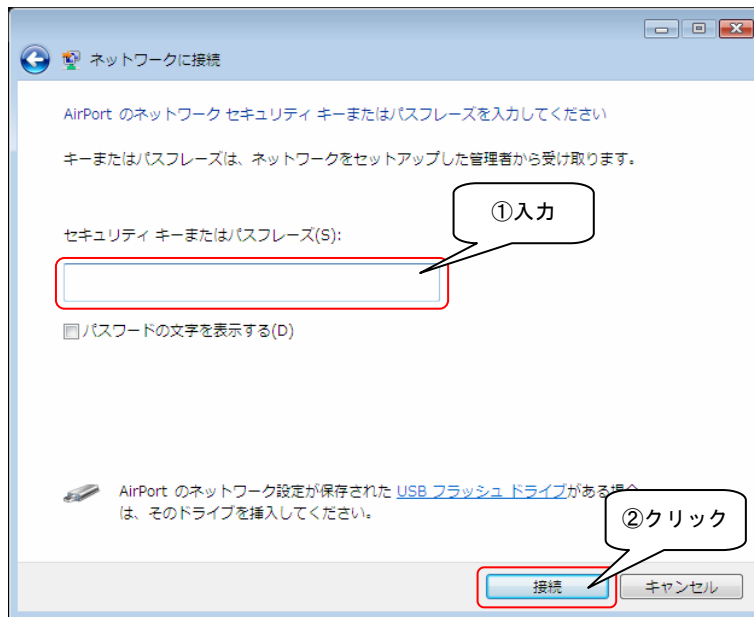 ネットワークに接続
AirPort のネットワーク セキュリティ キーまたはパスフレーズを入力してください
キーまたはパスフレーズは、ネットワークをセットアップした管理者から受け取ります。
①入力
セキュリティ キーまたはパスフレーズ(S):
パスワードの文字を表示する(D)
AirPort のネットワーク設定が保存された USB フラッシュ ドライブがある場合
は、そのドライブを挿入してください。
②クリック
接続
キャンセル